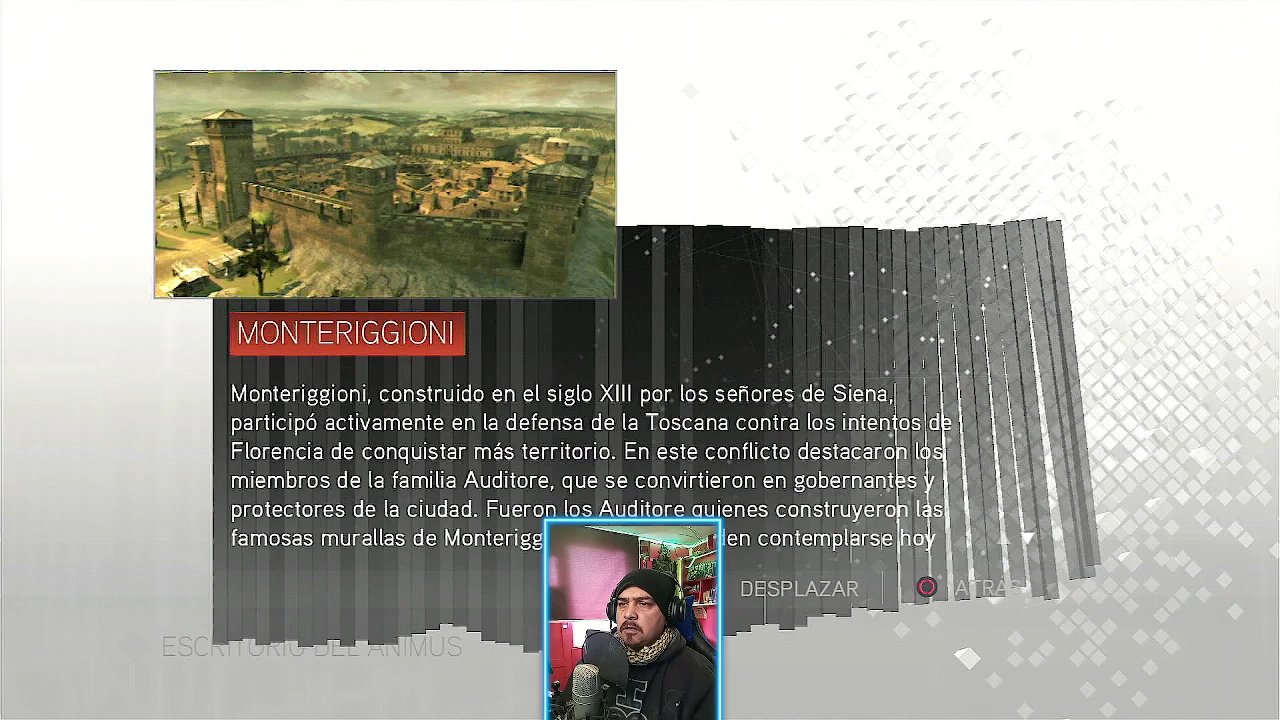 MONTERIGGIONI
Monteriggioni, construido en el siglo XIII por los señores de Siena,
participó activamente en la defensa de la Toscana contra los intentos de
Florencia de conquistar más territorio. En este conflicto destacaron los
miembros de la familia Auditore, que se convirtieron en gobernantes y
protectores de la ciudad. Fueron los Auditore quienes construyeron las
famosas murallas de contemplarse hoy
DESPLAZAR ATRÁS
ESCRITORIO DEL ANIMUS